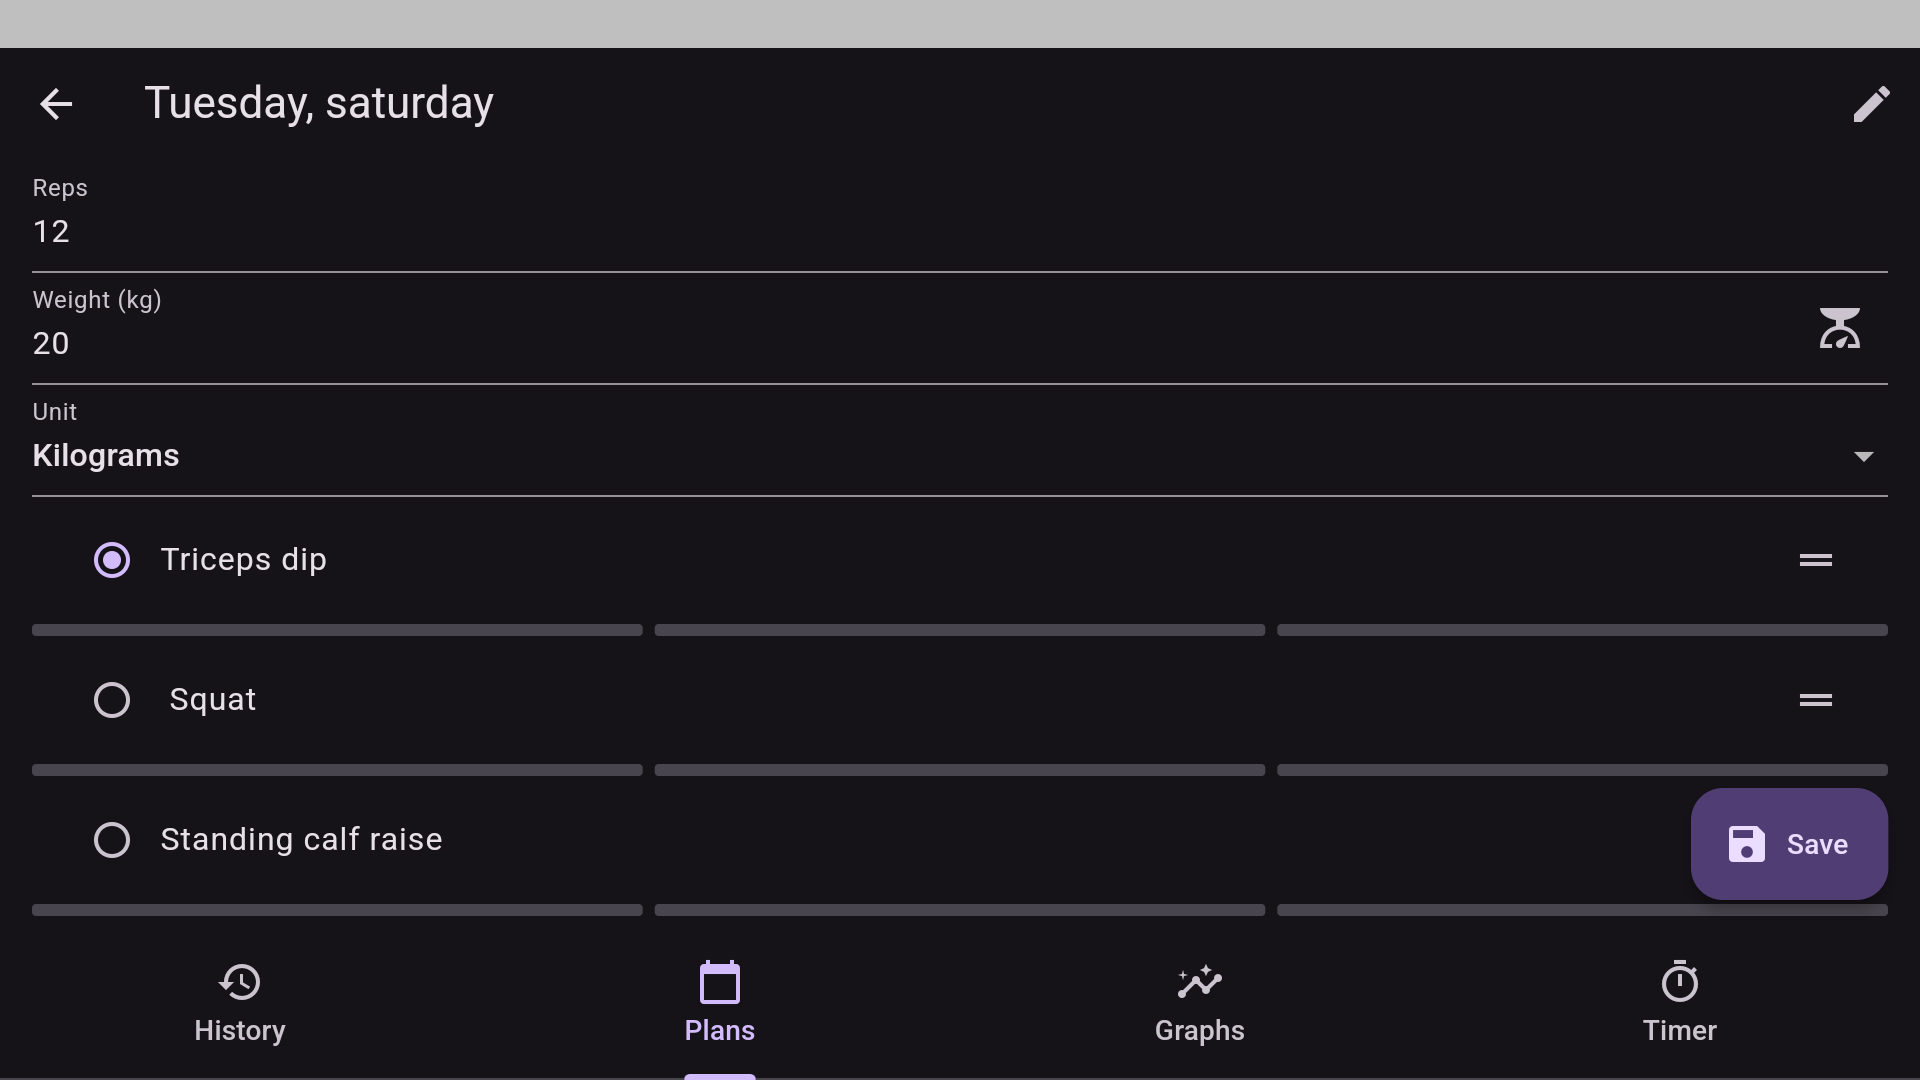 Tuesday, saturday
Reps
12
Weight (kg)
20
Unit
Kilograms
Triceps dip
Squat
Standing calf raise
Save
History
Plans
Graphs
Timer